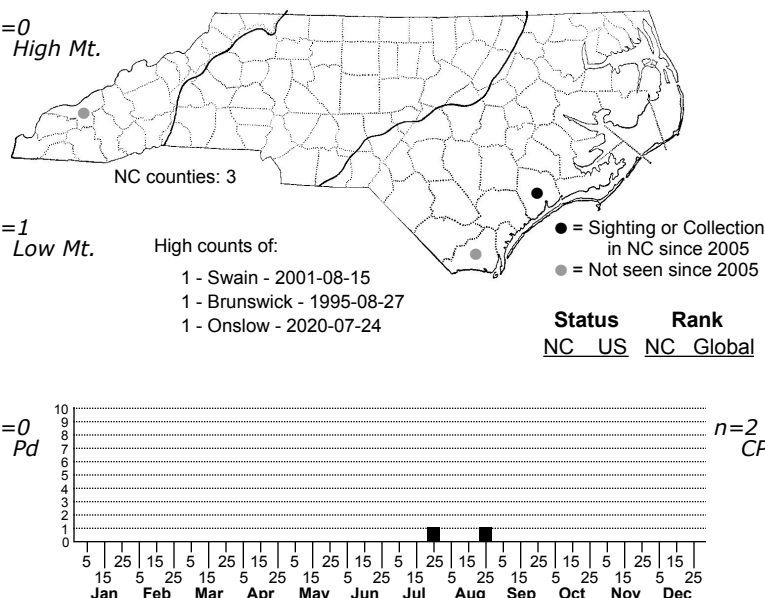 =0
High Mt.
NC counties: 3
=1
Low Mt.
High counts of:
1 - Swain - 2001-08-15
1 - Brunswick - 1995-08-27
1 - Onslow - 2020-07-24
● = Sighting or Collection
in NC since 2005
● = Not seen since 2005
Status Rank
NC US NC Global
=0
Pd
n=2
CP
10
9
8
7
6
5
4
3
2
1
0
5 25 15 5 25 15 5 25 15 5 25 15 5 25 15 5 25 15
15 5 25 15 5 25 15 5 25 15 5 25 15 5 25 15 5 25
Jan Feb Mar Apr May Jun Jul Aug Sep Oct Nov Dec